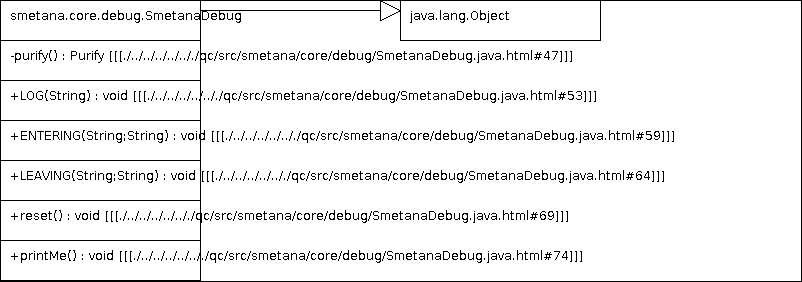 smetana.core.debug.SmetanaDebug
java.lang.Object
-purify() : Purify [[[./../../../../../../qc/src/smetana/core/debug/SmetanaDebug.java.html#47]]]
+LOG(String) : void [[[./../../../../../../qc/src/smetana/core/debug/SmetanaDebug.java.html#53]]]
+ENTERING(String;String) : void [[[./../../../../../../qc/src/smetana/core/debug/SmetanaDebug.java.html#59]]]
+LEAVING(String;String) : void [[[./../../../../../../qc/src/smetana/core/debug/SmetanaDebug.java.html#64]]]
+reset() : void [[[./../../../../../../qc/src/smetana/core/debug/SmetanaDebug.java.html#69]]]
+printMe() : void [[[./../../../../../../qc/src/smetana/core/debug/SmetanaDebug.java.html#74]]]